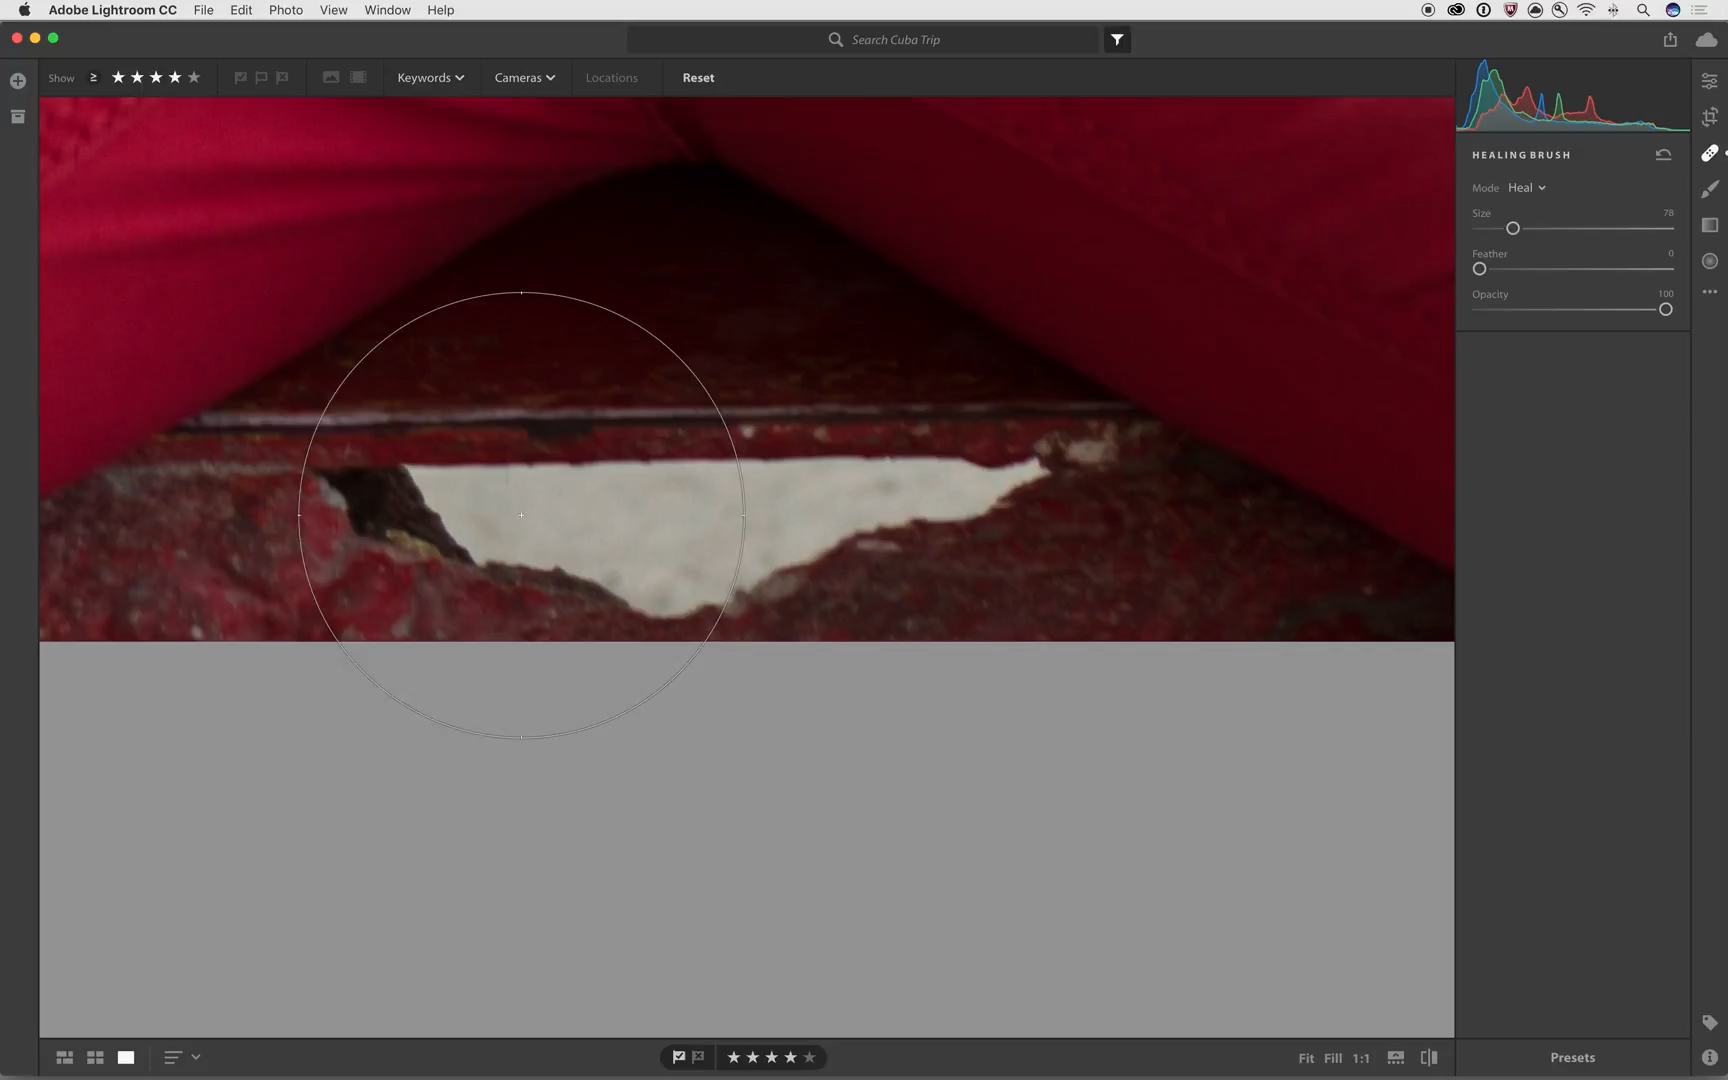 Adobe Lightroom CC File Edit Photo View Window Help
Search Cuba Trip
Show ≥ Keywords Cameras Locations Reset
HEALING BRUSH
Mode Heal
Size 78
Feather 0
Opacity 100
Fit Fill 1:1 Presets